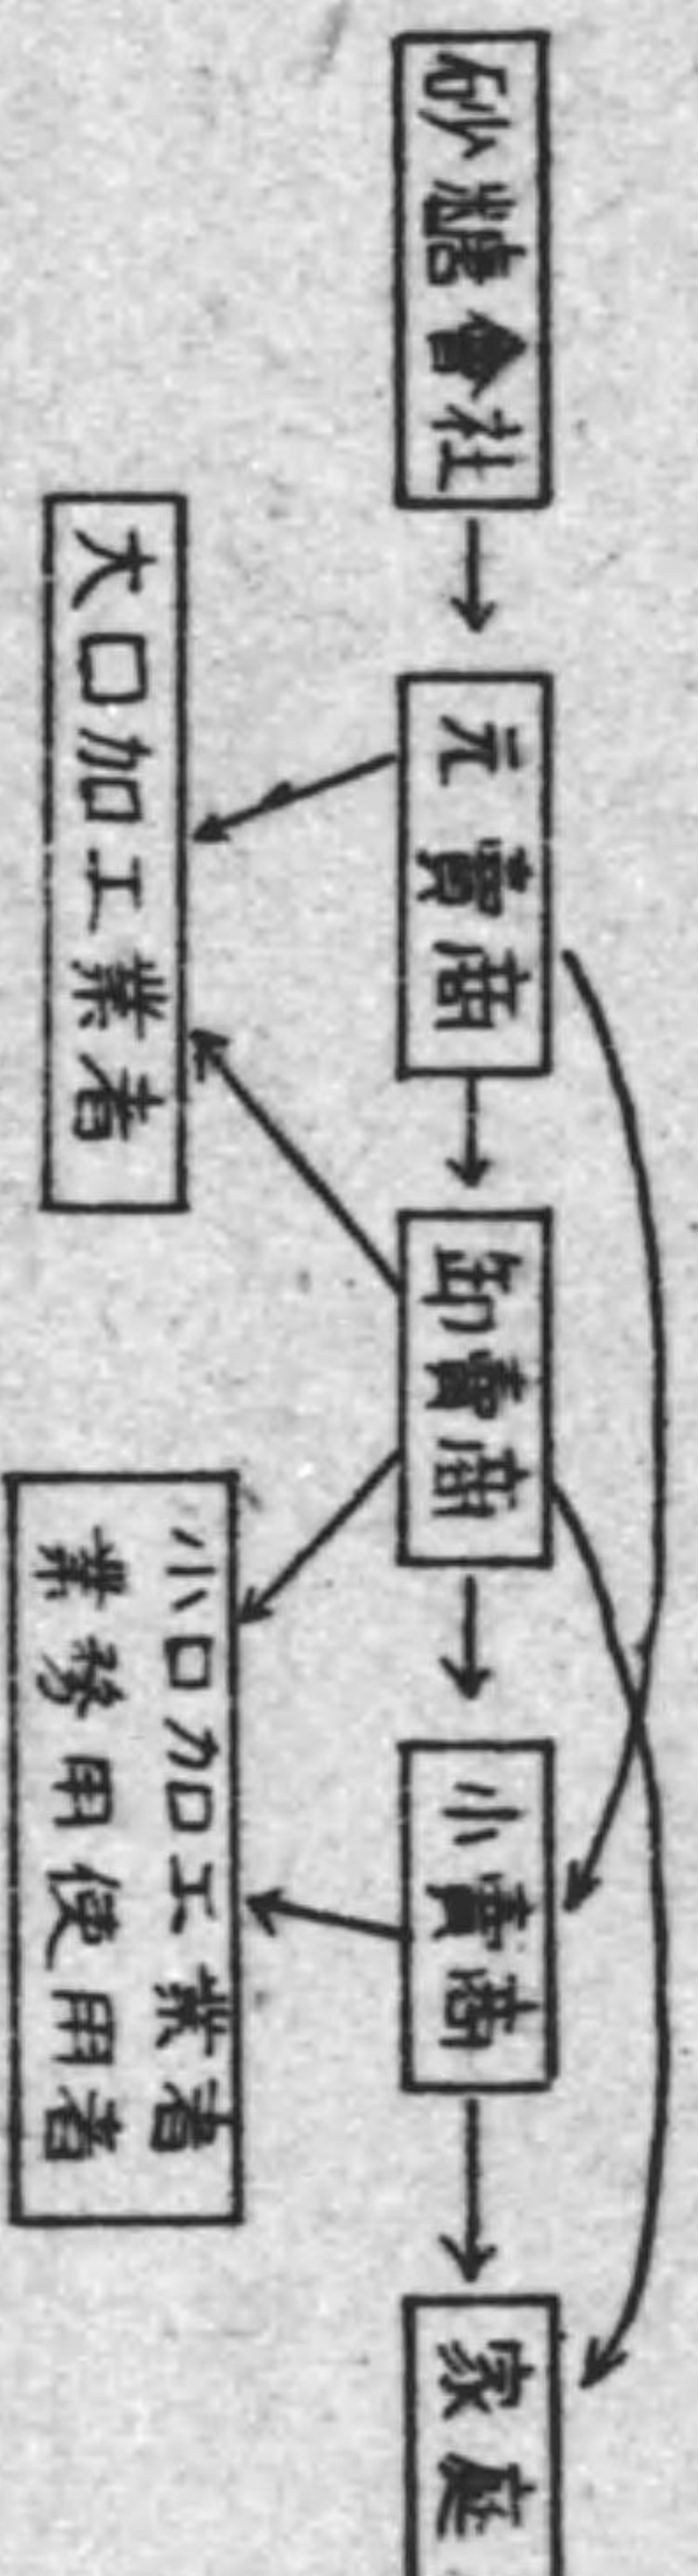 砂糖會社
元賣商
卸賣商
小賣商
家庭
大口加工業者
小口加工業者
業務用使用者